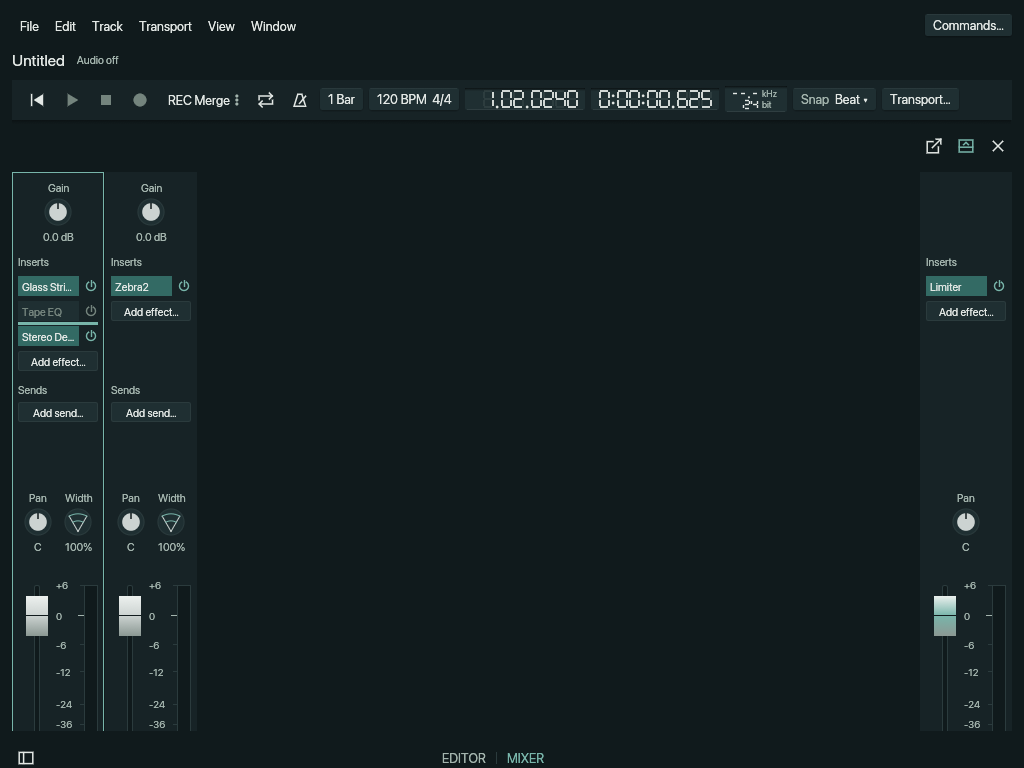 File Edit Track Transport View Window Commands...
Untitled Audio off
REC Merge 1 Bar 120 BPM 4/4 1.02.0240 0:00:00.625 --.- kHz -.24 bit Snap Beat Transport...
Gain Gain
0.0 dB 0.0 dB
Inserts Inserts Inserts
Glass Stri... Zebra2 Limiter
Tape EQ Add effect... Add effect...
Stereo De...
Add effect...
Sends Sends
Add send... Add send...
Pan Width Pan Width Pan
C 100% C 100% C
+6 +6 +6
0 0 0
-6 -6 -6
-12 -12 -12
-24 -24 -24
-36 -36 -36
EDITOR MIXER